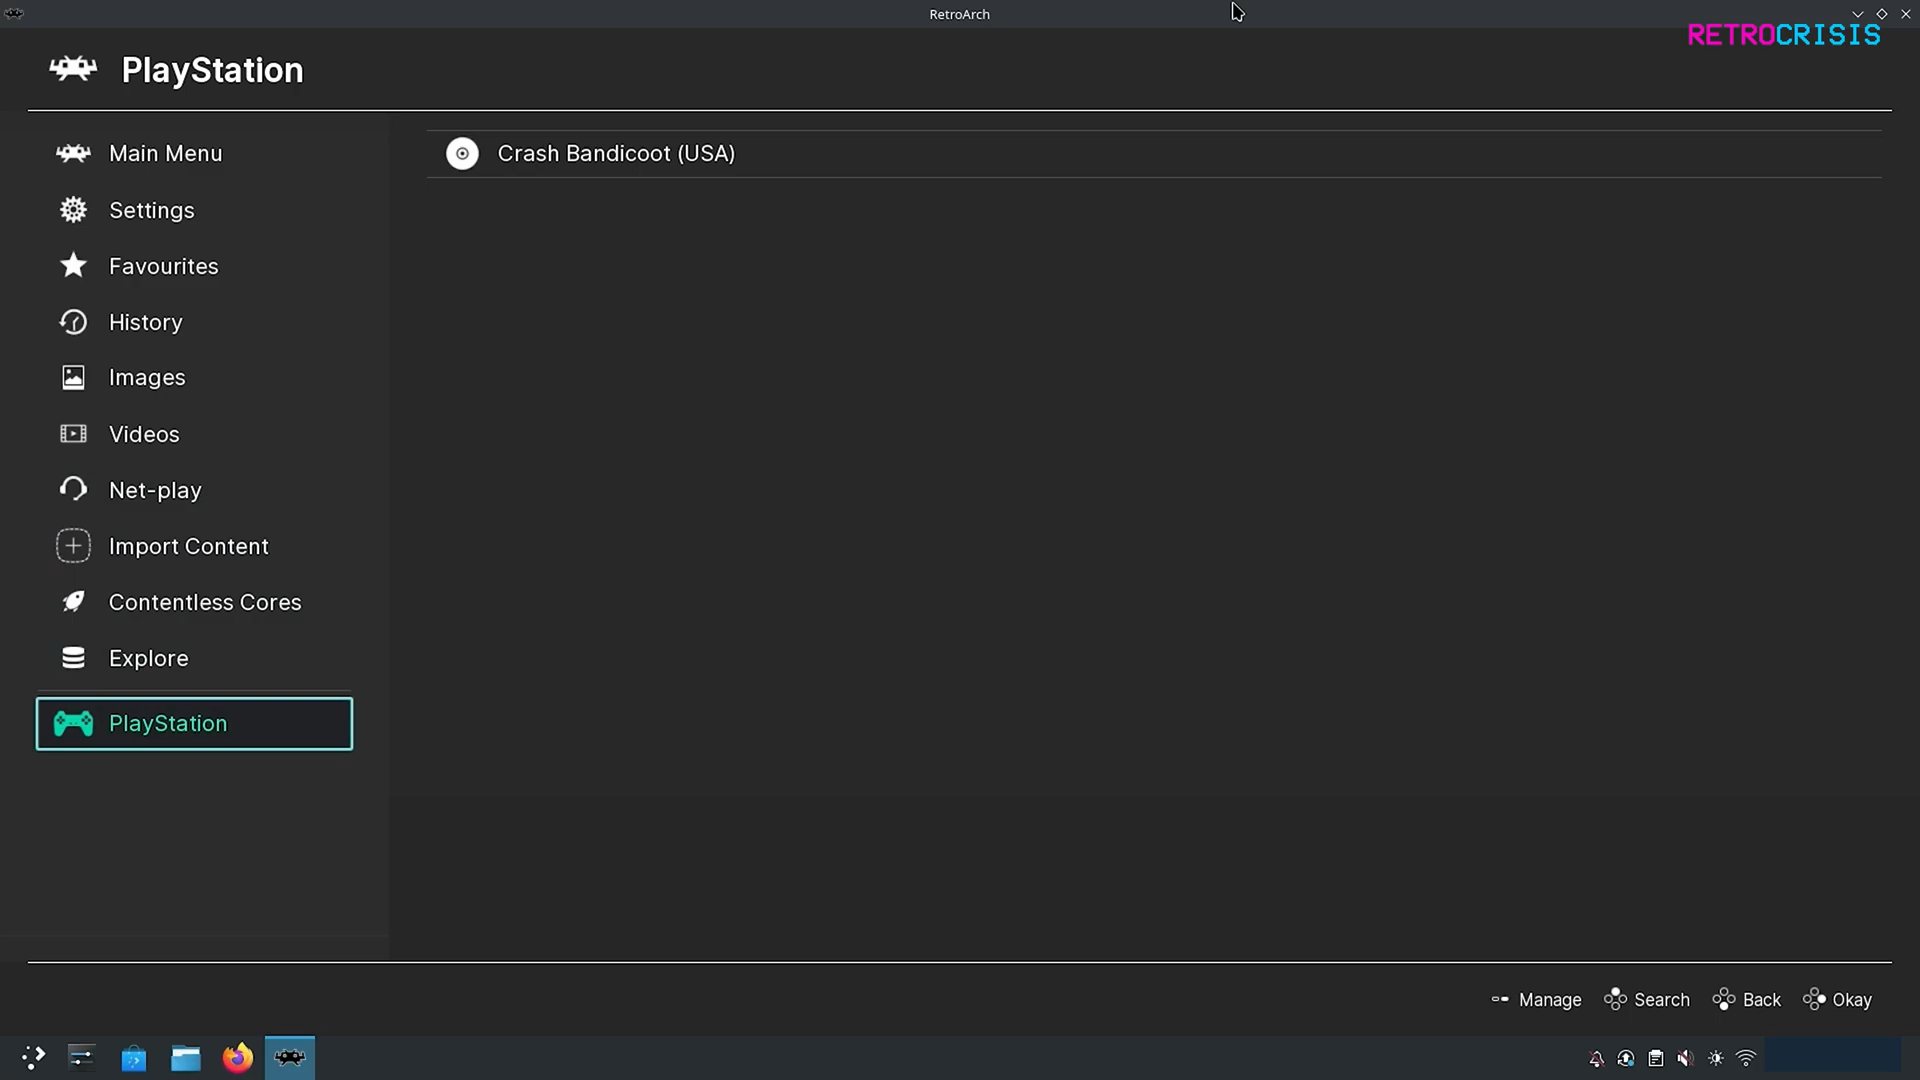 RetroArch
RETROCRISIS
PlayStation
Main Menu
Crash Bandicoot (USA)
Settings
Favourites
History
Images
Videos
Net-play
Import Content
Contentless Cores
Explore
PlayStation
Manage
Search
Back
Okay